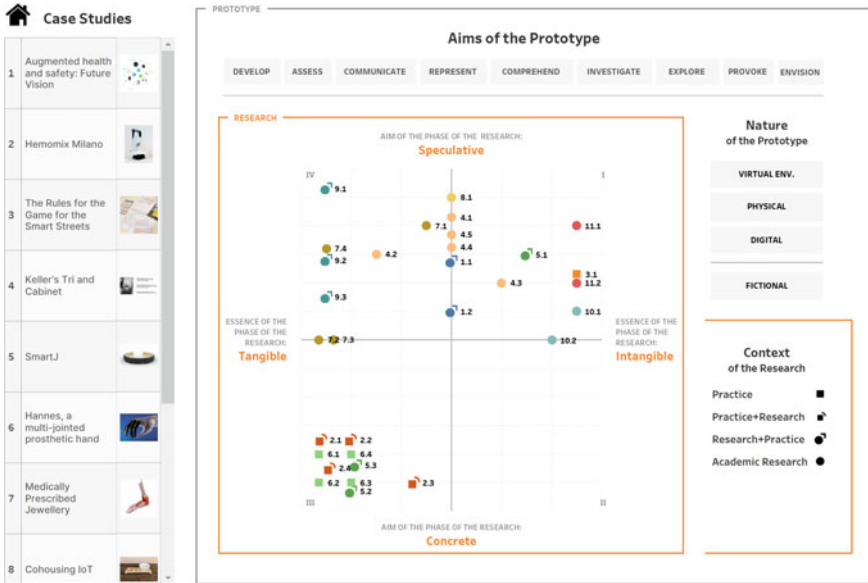 Case Studies
1
Augmented health
and safety: Future
Vision
2
Hemomix Milano
3
The Rules for the
Game for the
Smart Streets
4
Keller's Tri and
Cabinet
5
SmartJ
6
Hannes, a
multi-jointed
prosthetic hand
7
Medically
Prescribed
Jewellery
8
Cohousing IoT
PROTOTYPE
Aims of the Prototype
DEVELOP
ASSESS
COMMUNICATE
REPRESENT
COMPREHEND
INVESTIGATE
EXPLORE
PROVOKE
ENVISION
RESEARCH
AIM OF THE PHASE OF THE RESEARCH:
Speculative
IV
I
9.1
8.1
4.1
7.1
11.1
4.5
7.4
4.4
4.2
5.1
9.2
1.1
3.1
4.3
11.2
9.3
1.2
10.1
ESSENCE OF THE
PHASE OF THE
RESEARCH:
Tangible
ESSENCE OF THE
PHASE OF THE
RESEARCH:
Intangible
7.2
7.3
10.2
2.1
2.2
6.1
6.4
2.4
5.3
6.2
6.3
2.3
5.2
III
II
AIM OF THE PHASE OF THE RESEARCH:
Concrete
Nature
of the Prototype
VIRTUAL ENV.
PHYSICAL
DIGITAL
FICTIONAL
Context
of the Research
Practice
Practice+Research
Research+Practice
Academic Research